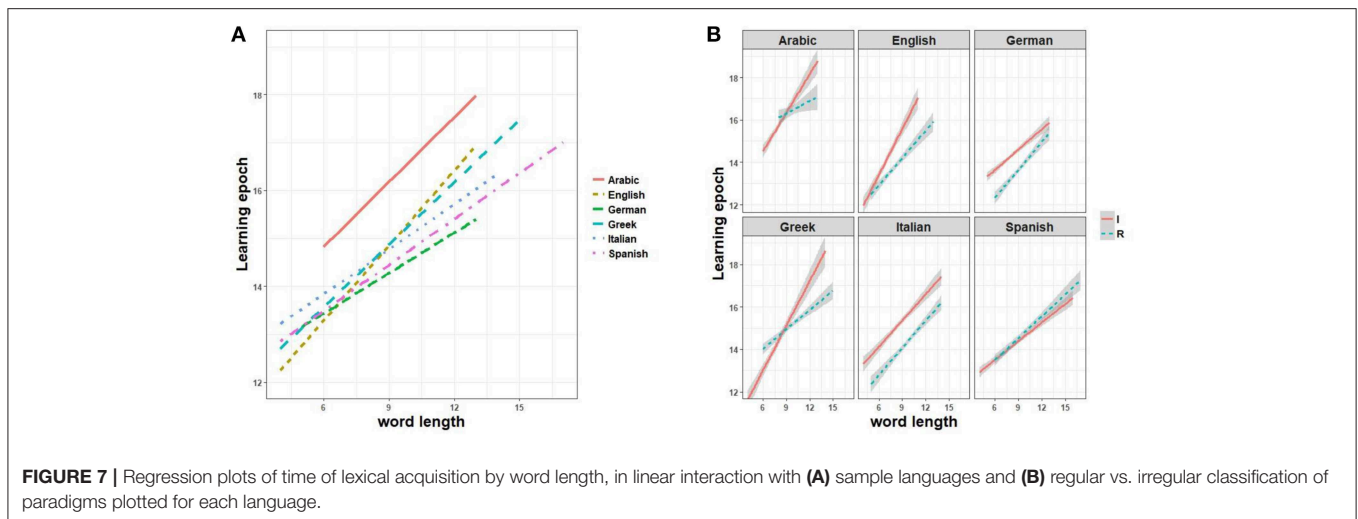 A
Learning epoch
18
16
14
12
6 9 12 15
word length
Arabic
English
German
Greek
Italian
Spanish
B
Arabic English German
18
16
14
12
Greek Italian Spanish
18
16
14
12
Learning epoch
6 9 12 15 6 9 12 15 6 9 12 15
word length
I
R
FIGURE 7 | Regression plots of time of lexical acquisition by word length, in linear interaction with (A) sample languages and (B) regular vs. irregular classification of
paradigms plotted for each language.